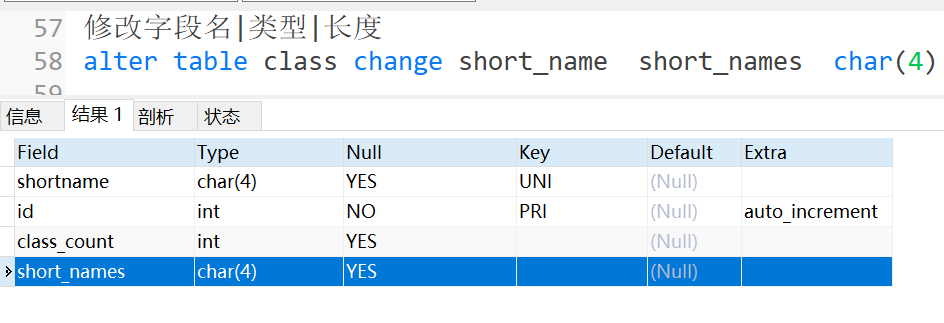 57 修改字段名|类型|长度
58 alter table class change short_name  short_names  char(4)
59
信息 结果 1 剖析 状态
Field Type Null Key Default Extra
shortname char(4) YES UNI (Null)
id int NO PRI (Null) auto_increment
class_count int YES (Null)
short_names char(4) YES (Null)